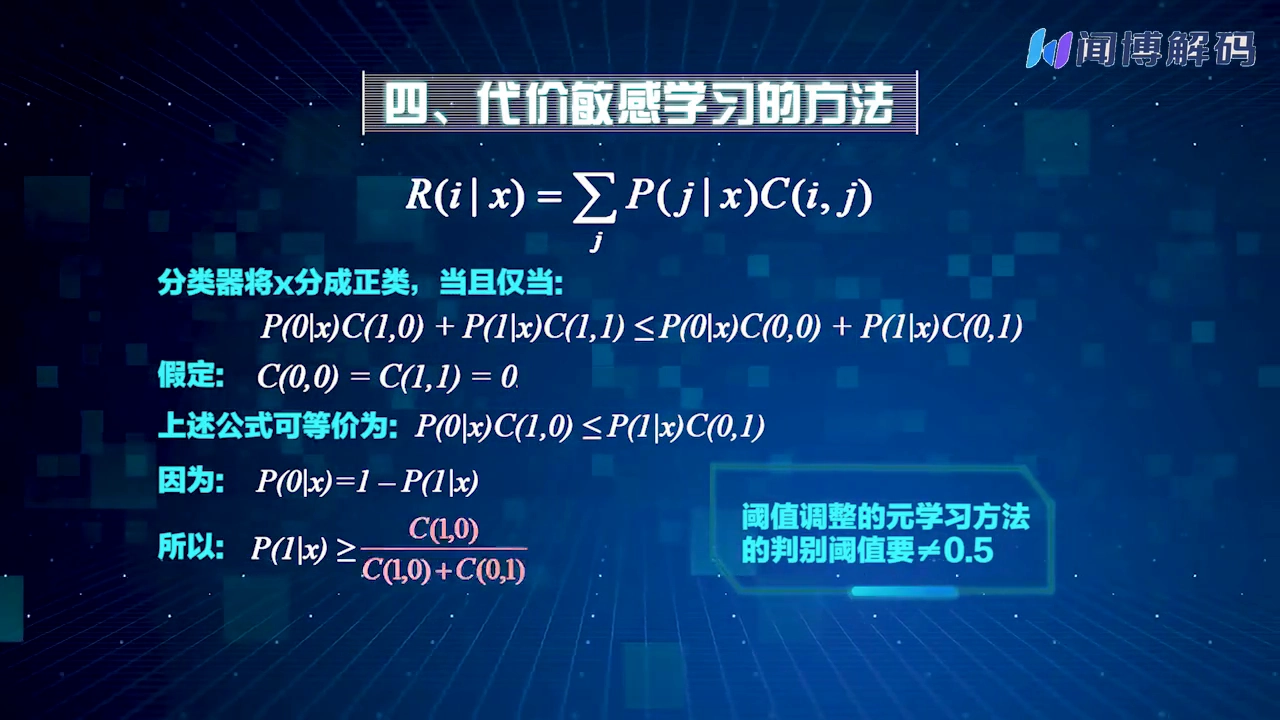 闻博解码
四、代价敏感学习的方法
R(i | x) = ∑ P( j | x)C(i, j)
j
分类器将x分成正类，当且仅当:
P(0|x)C(1,0) + P(1|x)C(1,1) ≤ P(0|x)C(0,0) + P(1|x)C(0,1)
假定: C(0,0) = C(1,1) = 0
上述公式可等价为: P(0|x)C(1,0) ≤ P(1|x)C(0,1)
因为: P(0|x)=1 – P(1|x)
所以: P(1|x) ≥ C(1,0)
C(1,0)+C(0,1)
阈值调整的元学习方法
的判别阈值要≠0.5